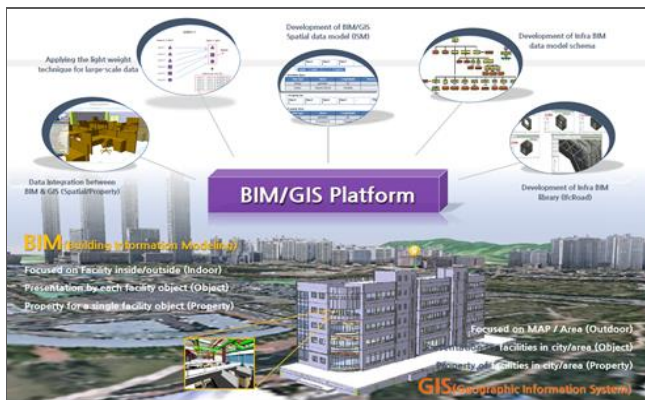 Applying the light weight
technique for large-scale data
Development of BIM/GIS
Spatial data model (ISM)
Development of Infra BIM
data model schema
Data Integration between
BIM & GIS (Spatial/Property)
Development of Infra BIM
library (IfcRoad)
BIM/GIS Platform
BIM(Building Information Modeling)
Focused on Facility inside/outside (Indoor)
Presentation by each facility object (Object)
Property for a single facility object (Property)
Focused on MAP / Area (Outdoor)
facilities in city/area (Object)
Property of facilities in city/area (Property)
GIS(Geographic Information System)